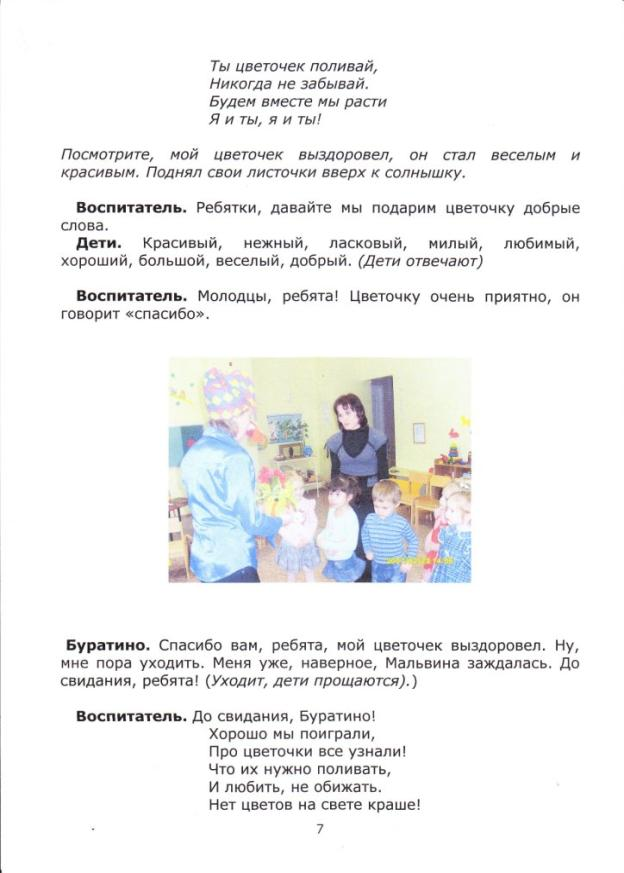 Ты цветочек поливай,
Никогда не забывай.
Будем вместе мы расти
Я и ты, я и ты!
Посмотрите, мой цветочек выздоровел, он стал веселым и
красивым. Поднял свои листочки вверх к солнышку.
Воспитатель. Ребятки, давайте мы подарим цветочку добрые
слова.
Дети. Красивый, нежный, ласковый, милый, любимый,
хороший, большой, веселый, добрый. (Дети отвечают)
Воспитатель. Молодцы, ребята! Цветочку очень приятно, он
говорит «спасибо».
Буратино. Спасибо вам, ребята, мой цветочек выздоровел. Ну,
мне пора уходить. Меня уже, наверное, Мальвина заждалась. До
свидания, ребята! (Уходит, дети прощаются).)
Воспитатель. До свидания, Буратино!
Хорошо мы поиграли,
Про цветочки все узнали!
Что их нужно поливать,
И любить, не обижать.
Нет цветов на свете краше!
7